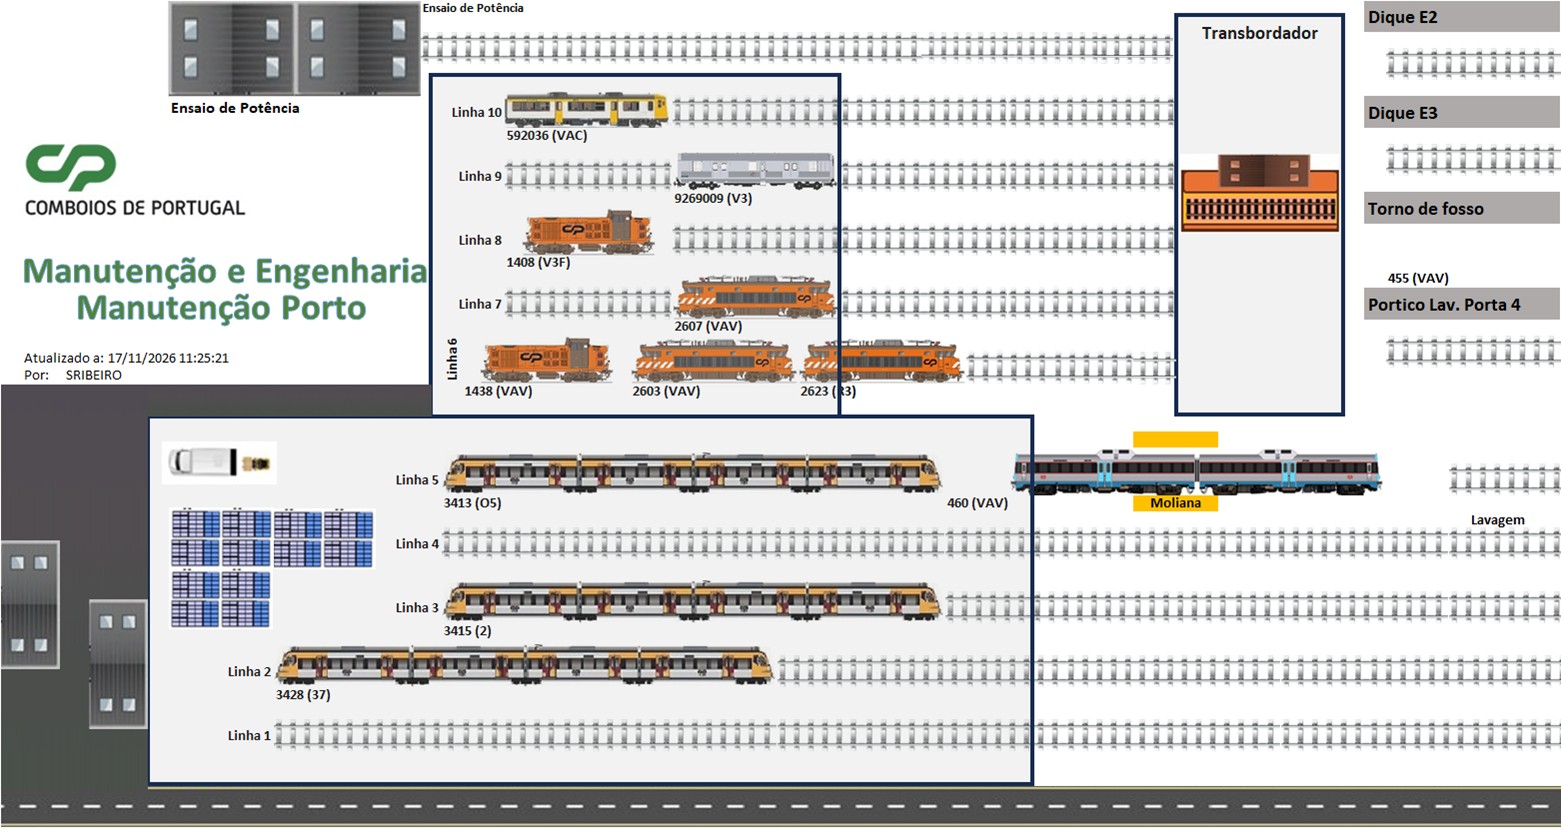 Ensaio de Potência
Ensaio de Potência
Transbordador
Dique E2
Dique E3
Torno de fosso
455 (VAV)
Portico Lav. Porta 4
CP
COMBOIOS DE PORTUGAL
Manutenção e Engenharia
Manutenção Porto
Atualizado a: 17/11/2026 11:25:21
Por: SRIBEIRO
Linha 10
592036 (VAC)
Linha 9
9269009 (V3)
Linha 8
1408 (V3F)
Linha 7
2607 (VAV)
Linha 6
1438 (VAV)
2603 (VAV)
2623 (R3)
Linha 5
3413 (O5)
460 (VAV)
Moliana
Lavagem
Linha 4
Linha 3
3415 (2)
Linha 2
3428 (37)
Linha 1